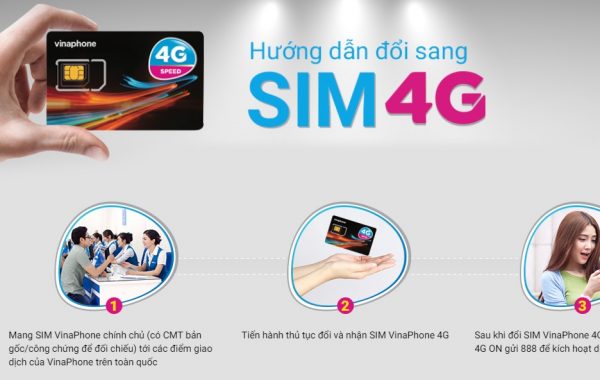 vinaphone
4G
SPEED
Hướng dẫn đổi sang
SIM 4G
vinaphone
4G
1
2
3
Mang SIM VinaPhone chính chủ (có CMT bản
gốc/công chứng để đối chiếu) tới các điểm giao
dịch của VinaPhone trên toàn quốc
Tiến hành thủ tục đổi và nhận SIM VinaPhone 4G
Sau khi đổi SIM VinaPhone 4G
4G ON gửi 888 để kích hoạt d